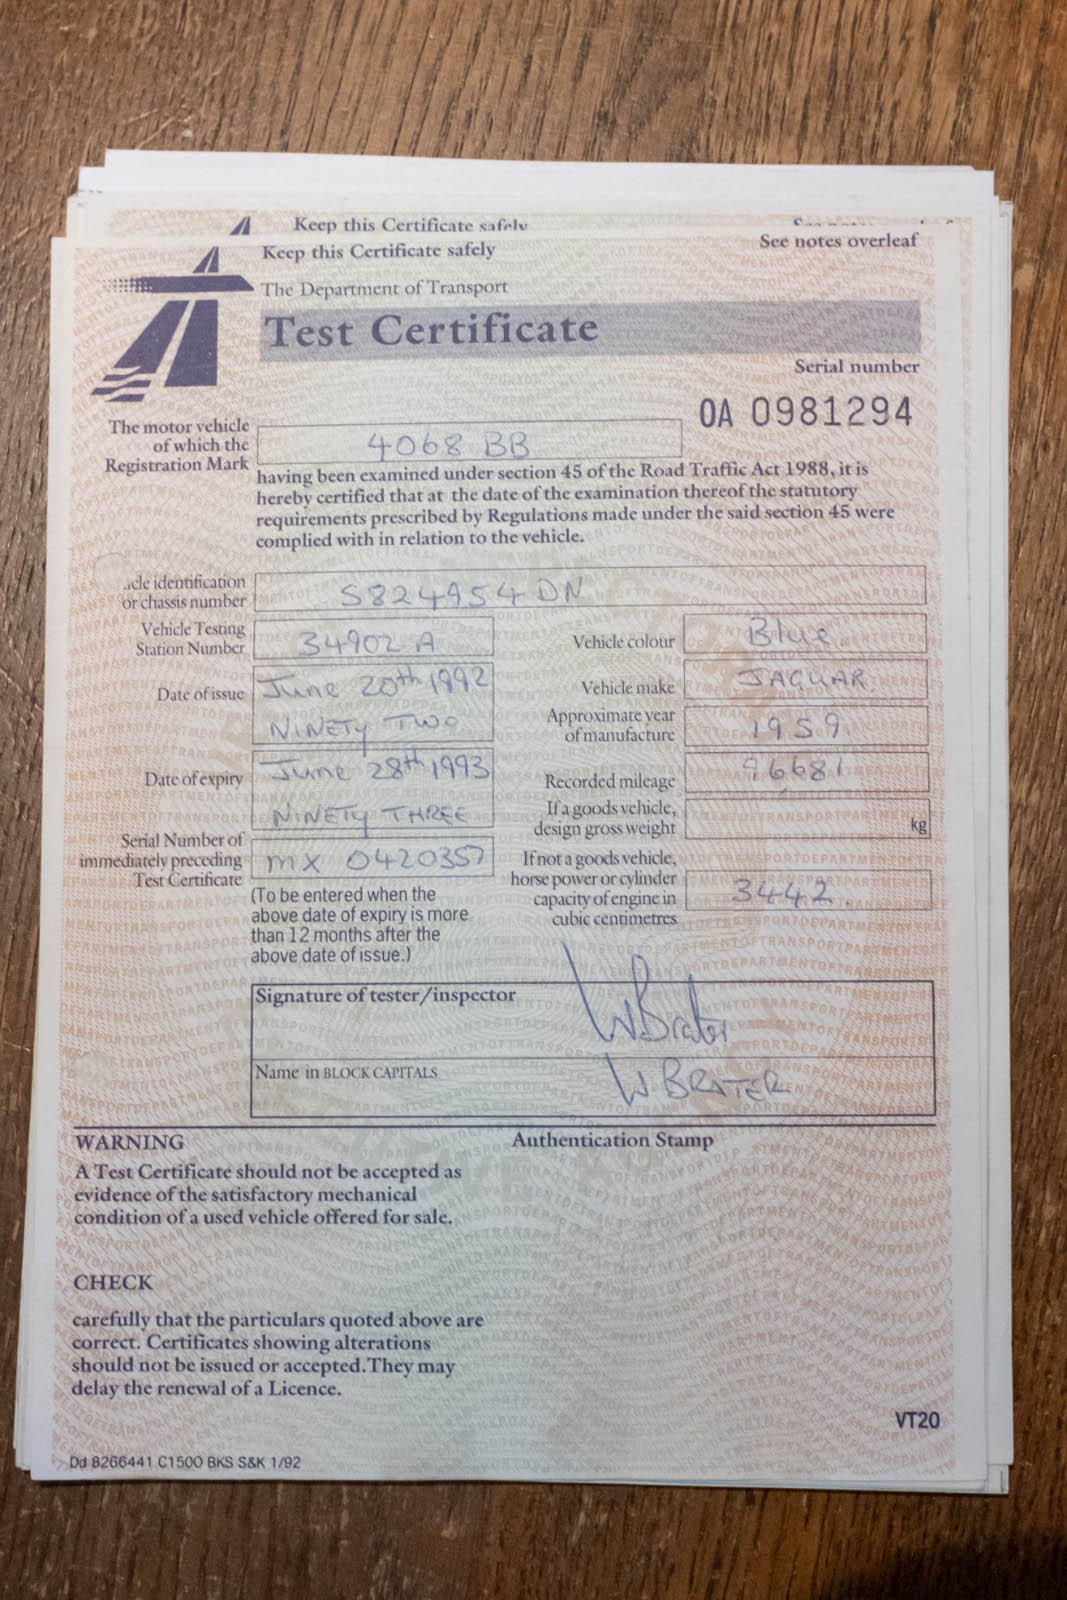 Keep this Certificate safely
Keep this Certificate safely
See notes overleaf
The Department of Transport
Test Certificate
Serial number
OA 0981294
The motor vehicle
of which the
Registration Mark
4068 BB
having been examined under section 45 of the Road Traffic Act 1988, it is
hereby certified that at the date of the examination thereof the statutory
requirements prescribed by Regulations made under the said section 45 were
complied with in relation to the vehicle.
icle identification
or chassis number
S824954 DN
Vehicle Testing
Station Number
34902 A
Vehicle colour
Blue
Date of issue
June 20th 1992
NINETY TWO
Vehicle make
JAGUAR
Approximate year
of manufacture
1959.
Date of expiry
June 28th 1993
NINETY THREE
Recorded mileage
96681
If a goods vehicle,
design gross weight
kg
Serial Number of
immediately preceding
Test Certificate
MX 0420357
(To be entered when the
above date of expiry is more
than 12 months after the
above date of issue.)
If not a goods vehicle,
horse power or cylinder
capacity of engine in
cubic centimetres
3442.
Signature of tester/inspector
W Brater
Name in BLOCK CAPITALS
W BRATER
WARNING
A Test Certificate should not be accepted as
evidence of the satisfactory mechanical
condition of a used vehicle offered for sale.
Authentication Stamp
CHECK
carefully that the particulars quoted above are
correct. Certificates showing alterations
should not be issued or accepted. They may
delay the renewal of a Licence.
VT20
Dd 8266441 C1500 BKS S&K 1/92